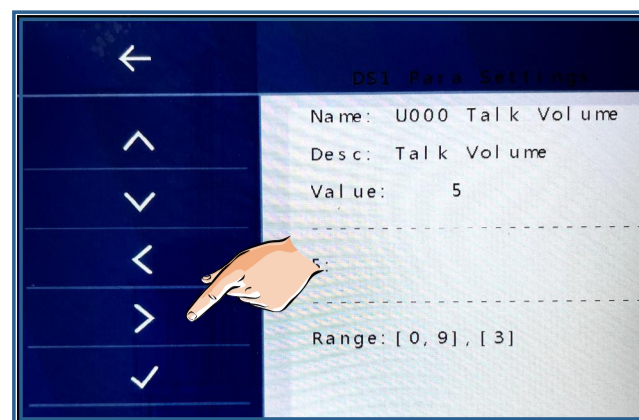 DS1 Para Settings
Name: U000 Talk Volume
Desc: Talk Volume
Value: 5
Range:[0,9],[3]